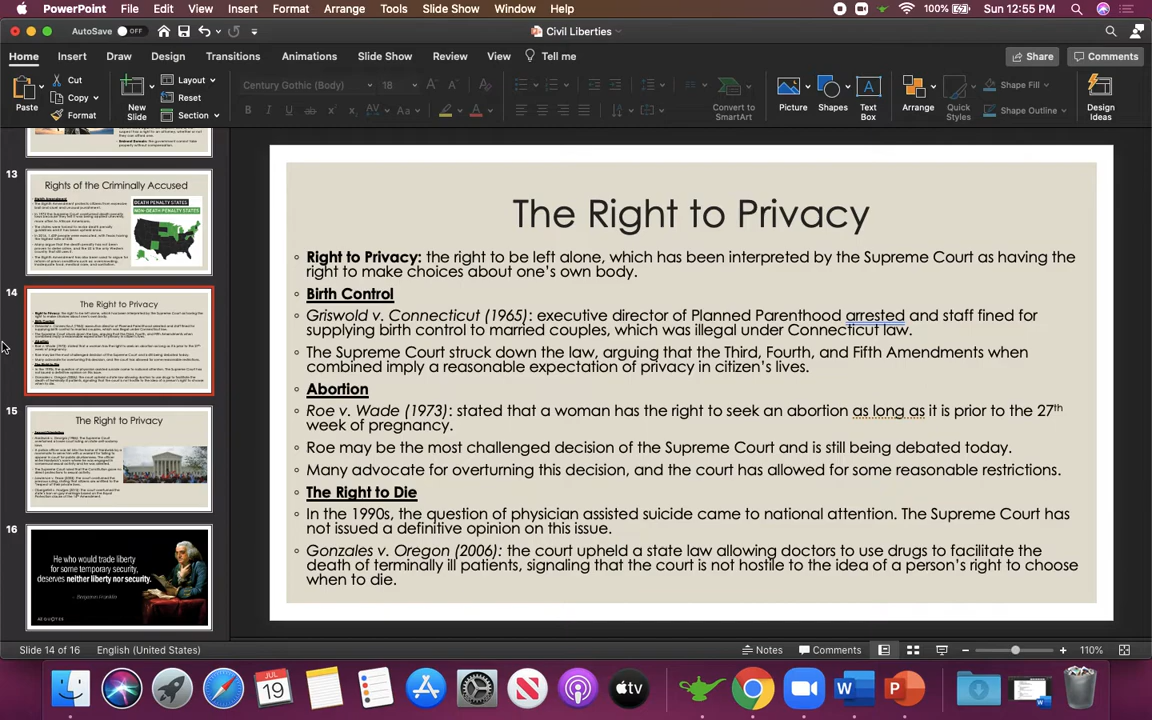 PowerPoint File Edit View Insert Format Arrange Tools Slide Show Window Help 100% Sun 12:55 PM
AutoSave OFF Civil Liberties
Home Insert Draw Design Transitions Animations Slide Show Review View Tell me Share Comments
Paste Cut Copy Format New Slide Layout Reset Section Century Gothic (Body) 18 Convert to SmartArt Picture Shapes Text Box Arrange Quick Styles Shape Fill Shape Outline Design Ideas
13
Rights of the Criminally Accused
DEATH PENALTY STATES
NON-DEATH PENALTY STATES
14
The Right to Privacy
15
The Right to Privacy
16
He who would trade liberty
for some temporary security,
deserves neither liberty nor security.
The Right to Privacy
Right to Privacy: the right to be left alone, which has been interpreted by the Supreme Court as having the
right to make choices about one's own body.
Birth Control
Griswold v. Connecticut (1965): executive director of Planned Parenthood arrested and staff fined for
supplying birth control to married couples, which was illegal under Connecticut law.
The Supreme Court struck down the law, arguing that the Third, Fourth, and Fifth Amendments when
combined imply a reasonable expectation of privacy in citizen's lives.
Abortion
Roe v. Wade (1973): stated that a woman has the right to seek an abortion as long as it is prior to the 27th
week of pregnancy.
Roe may be the most challenged decision of the Supreme Court and is still being debated today.
Many advocate for overturning this decision, and the court has allowed for some reasonable restrictions.
The Right to Die
In the 1990s, the question of physician assisted suicide came to national attention. The Supreme Court has
not issued a definitive opinion on this issue.
Gonzales v. Oregon (2006): the court upheld a state law allowing doctors to use drugs to facilitate the
death of terminally ill patients, signaling that the court is not hostile to the idea of a person's right to choose
when to die.
Slide 14 of 16 English (United States) Notes Comments 110%
JUL
19
tv